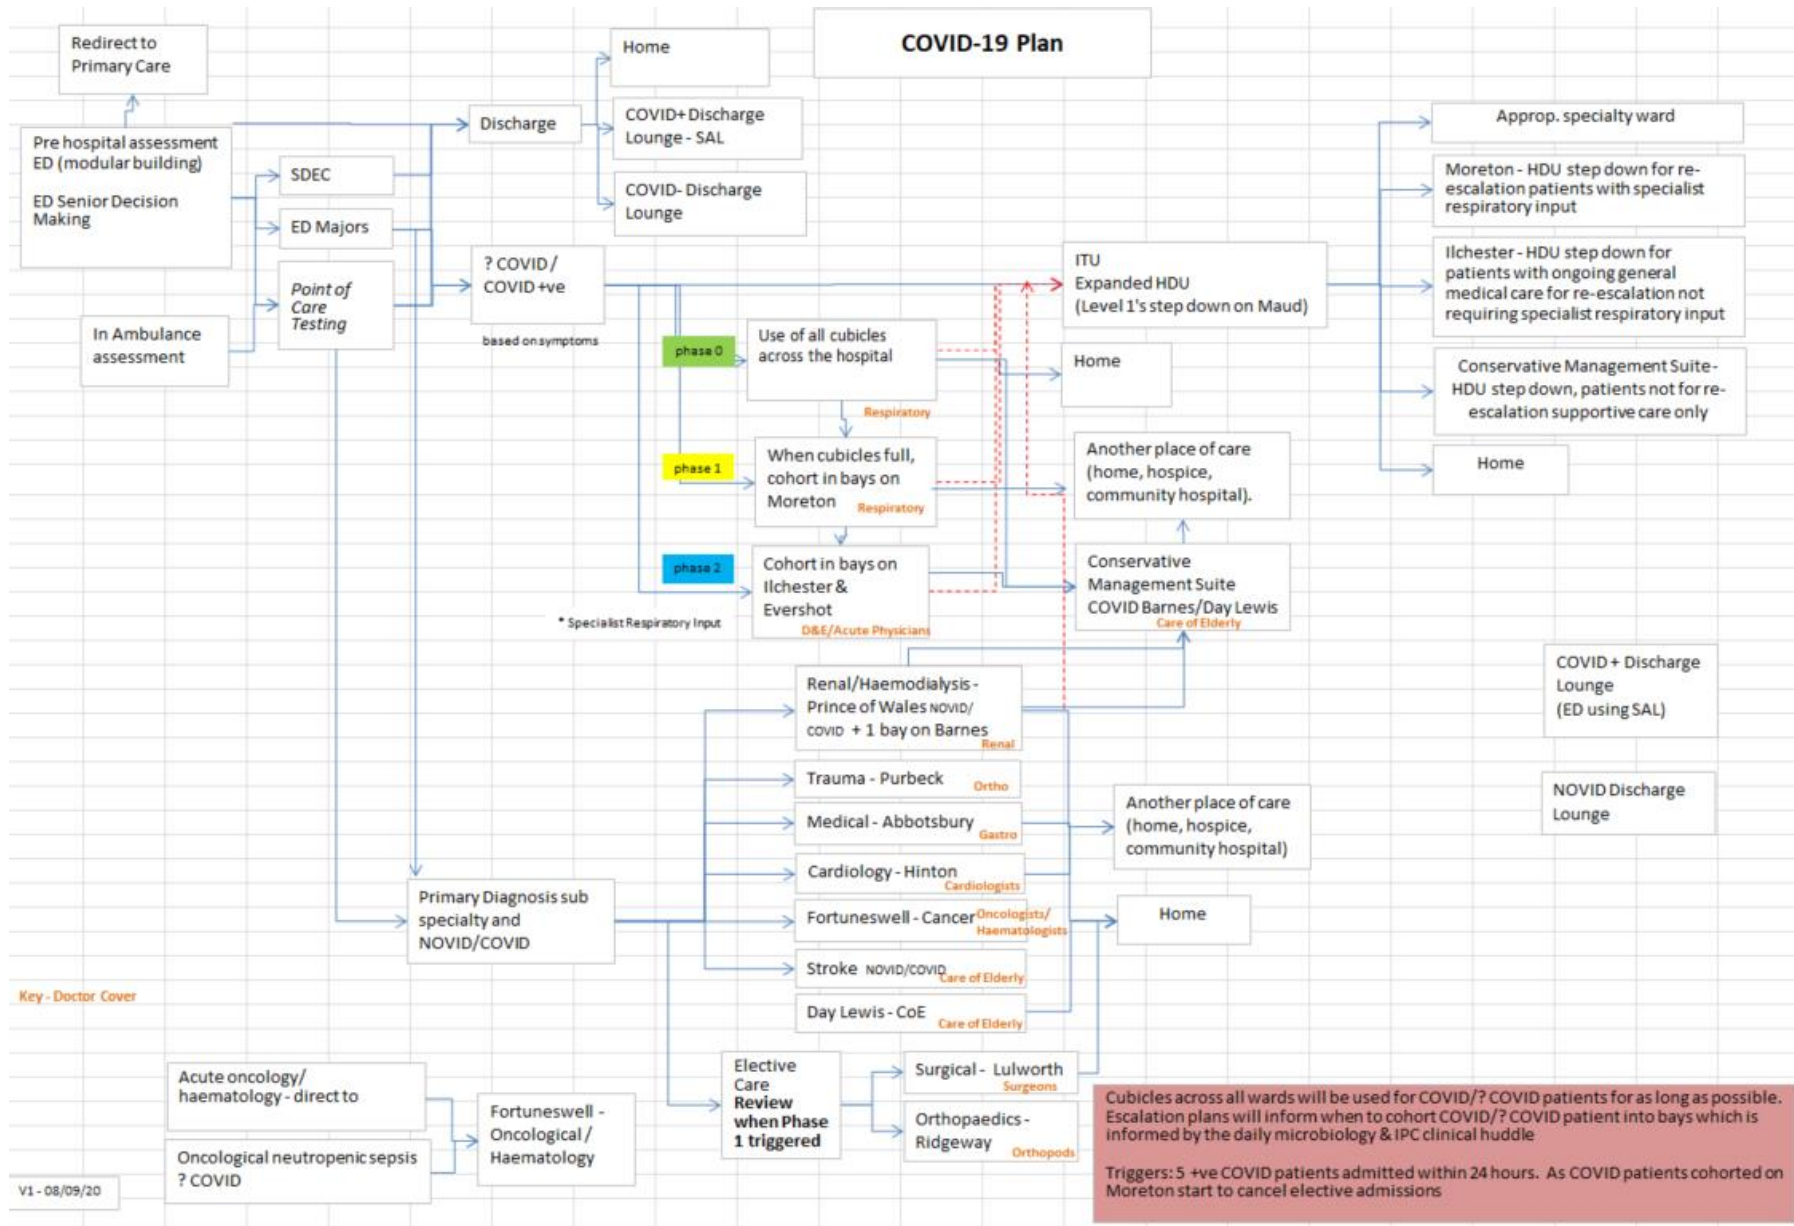 COVID-19 Plan
Redirect to
Primary Care
Pre hospital assessment
ED (modular building)
ED Senior Decision
Making
In Ambulance
assessment
SDEC
ED Majors
Point of
Care
Testing
Discharge
Home
COVID+ Discharge
Lounge - SAL
COVID- Discharge
Lounge
? COVID /
COVID +ve
based on symptoms
phase 0
Use of all cubicles
across the hospital
Respiratory
phase 1
When cubicles full,
cohort in bays on
Moreton
Respiratory
phase 2
Cohort in bays on
Ilchester &
Evershot
D&E/Acute Physicians
* Specialist Respiratory Input
ITU
Expanded HDU
(Level 1's step down on Maud)
Home
Another place of care
(home, hospice,
community hospital).
Conservative
Management Suite
COVID Barnes/Day Lewis
Care of Elderly
Approp. specialty ward
Moreton - HDU step down for re-
escalation patients with specialist
respiratory input
Ilchester - HDU step down for
patients with ongoing general
medical care for re-escalation not
requiring specialist respiratory input
Conservative Management Suite-
HDU step down, patients not for re-
escalation supportive care only
Home
COVID + Discharge
Lounge
(ED using SAL)
NOVID Discharge
Lounge
Primary Diagnosis sub
specialty and
NOVID/COVID
Renal/Haemodialysis -
Prince of Wales NOVID/
COVID + 1 bay on Barnes
Renal
Trauma - Purbeck
Ortho
Medical - Abbotsbury
Gastro
Cardiology - Hinton
Cardiologists
Fortuneswell - Cancer
Oncologists/
Haematologists
Stroke NOVID/COVID
Care of Elderly
Day Lewis - CoE
Care of Elderly
Another place of care
(home, hospice,
community hospital)
Home
Key - Doctor Cover
Acute oncology/
haematology - direct to
Oncological neutropenic sepsis
? COVID
Fortuneswell -
Oncological /
Haematology
Elective
Care
Review
when Phase
1 triggered
Surgical - Lulworth
Surgeons
Orthopaedics -
Ridgeway
Orthopods
Cubicles across all wards will be used for COVID/? COVID patients for as long as possible.
Escalation plans will inform when to cohort COVID/? COVID patient into bays which is
informed by the daily microbiology & IPC clinical huddle
Triggers: 5 +ve COVID patients admitted within 24 hours. As COVID patients cohorted on
Moreton start to cancel elective admissions
V1 - 08/09/20